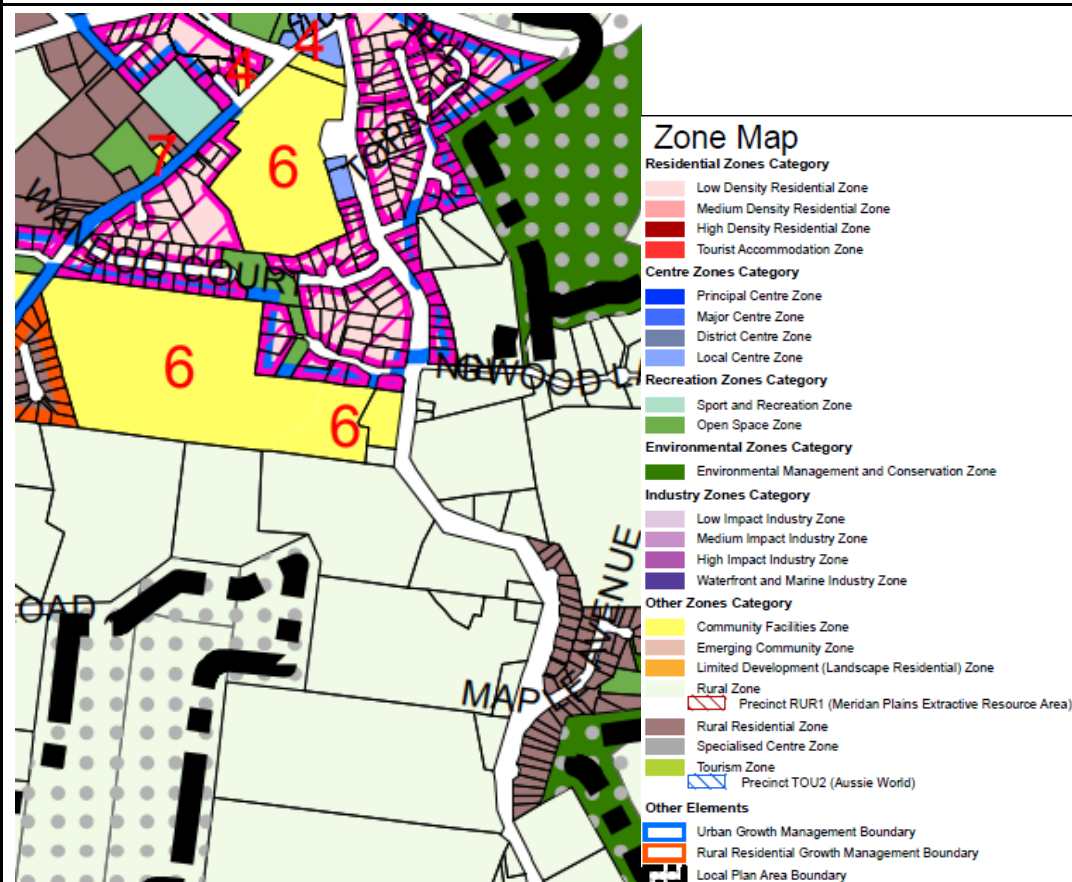 4
4
7
6
TOPAZ
WANDOO COURT
6
6
OAD
MAPLE AVENUE
Zone Map
Residential Zones Category
Low Density Residential Zone
Medium Density Residential Zone
High Density Residential Zone
Tourist Accommodation Zone
Centre Zones Category
Principal Centre Zone
Major Centre Zone
District Centre Zone
Local Centre Zone
Recreation Zones Category
Sport and Recreation Zone
Open Space Zone
Environmental Zones Category
Environmental Management and Conservation Zone
Industry Zones Category
Low Impact Industry Zone
Medium Impact Industry Zone
High Impact Industry Zone
Waterfront and Marine Industry Zone
Other Zones Category
Community Facilities Zone
Emerging Community Zone
Limited Development (Landscape Residential) Zone
Rural Zone
Precinct RUR1 (Meridan Plains Extractive Resource Area)
Rural Residential Zone
Specialised Centre Zone
Tourism Zone
Precinct TOU2 (Aussie World)
Other Elements
Urban Growth Management Boundary
Rural Residential Growth Management Boundary
Local Plan Area Boundary